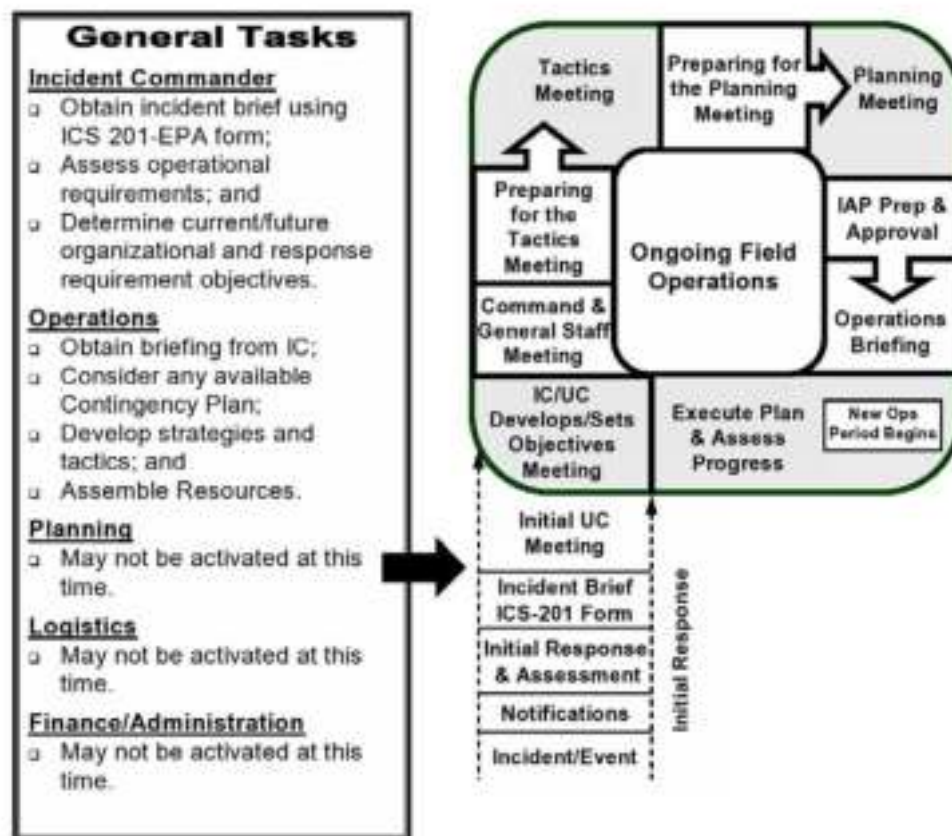 General Tasks
Incident Commander
Obtain incident brief using
ICS 201-EPA form;
Assess operational
requirements; and
Determine current/future
organizational and response
requirement objectives.
Operations
Obtain briefing from IC;
Consider any available
Contingency Plan;
Develop strategies and
tactics; and
Assemble Resources.
Planning
May not be activated at this
time.
Logistics
May not be activated at this
time.
Finance/Administration
May not be activated at this
time.
Tactics
Meeting
Preparing for
the Planning
Meeting
Planning
Meeting
Preparing
for the
Tactics
Meeting
Ongoing Field
Operations
IAP Prep &
Approval
Command &
General Staff
Meeting
Operations
Briefing
IC/UC
Develops/Sets
Objectives
Meeting
Execute Plan
& Assess
Progress
New Ops
Period Begins
Initial UC
Meeting
Incident Brief
ICS-201 Form
Initial Response
& Assessment
Notifications
Incident/Event
Initial Response